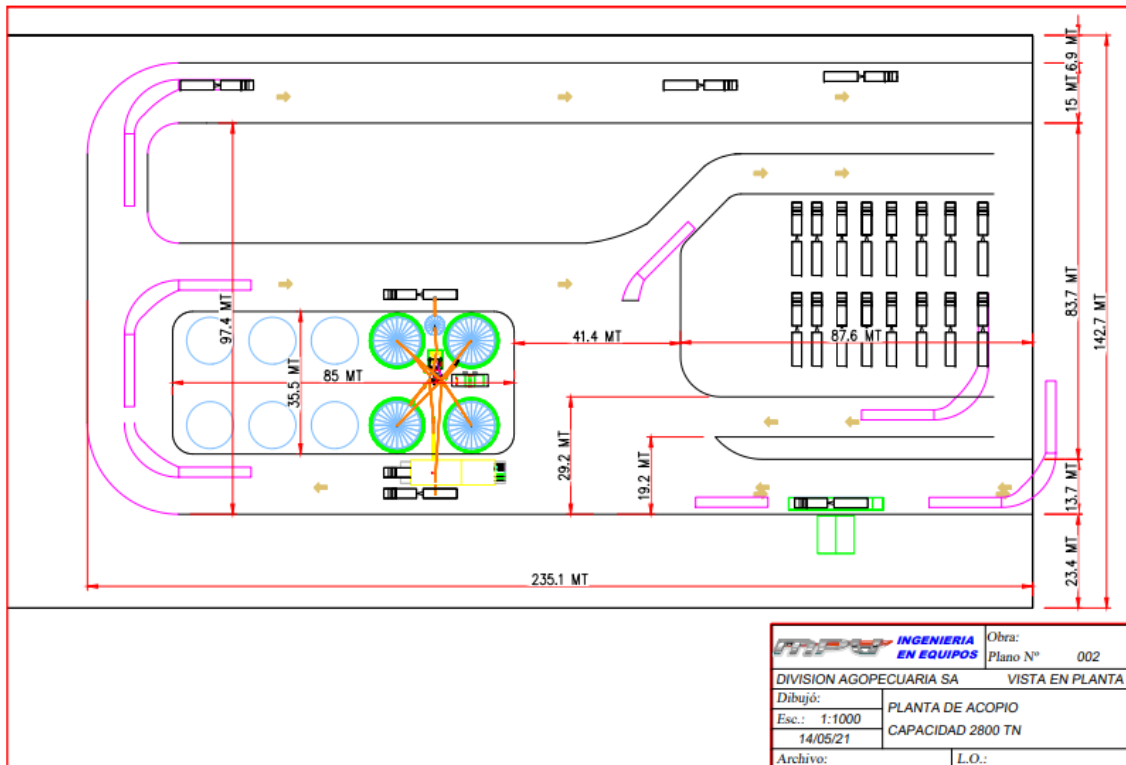 6.9 MT
15 MT
97.4 MT
83.7 MT
142.7 MT
41.4 MT
87.6 MT
85 MT
35.5 MT
29.2 MT
19.2 MT
13.7 MT
23.4 MT
235.1 MT
MPU INGENIERIA
EN EQUIPOS
Obra:
Plano Nº 002
DIVISION AGOPECUARIA SA VISTA EN PLANTA
Dibujó:
Esc.: 1:1000
14/05/21
PLANTA DE ACOPIO
CAPACIDAD 2800 TN
Archivo:
L.O.: